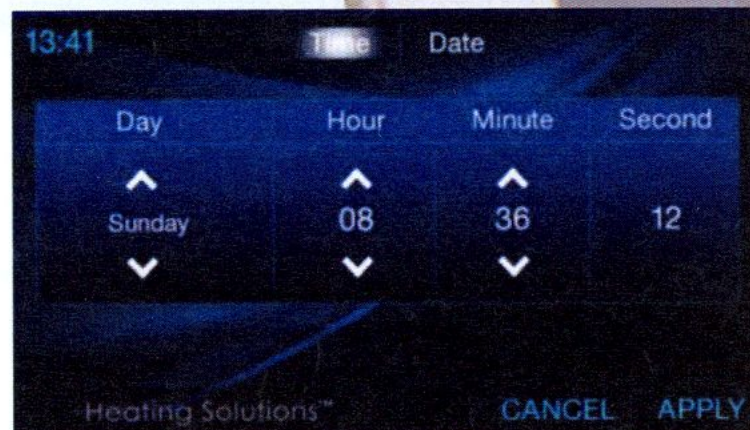 13:41 Time Date
Day Hour Minute Second
Sunday 08 36 12
Heating Solutions™ CANCEL APPLY